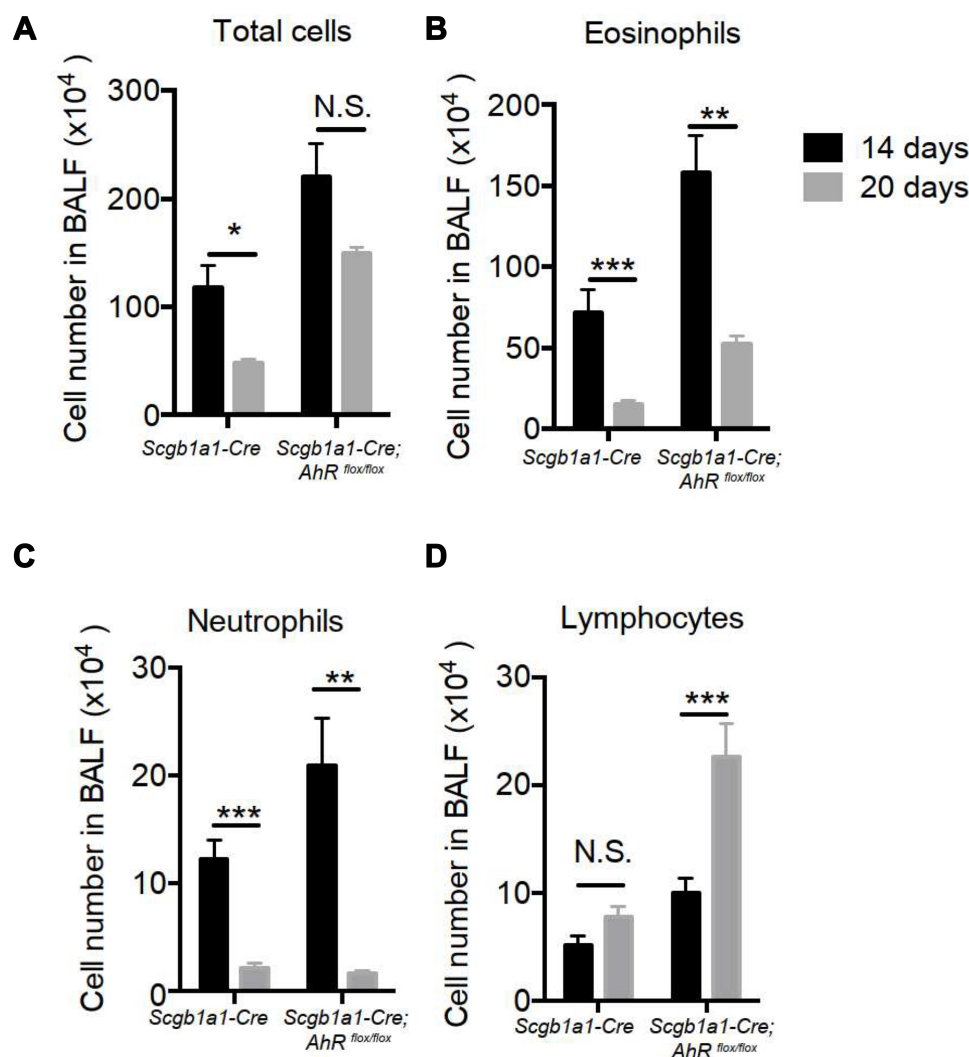 A
Total cells
Cell number in BALF (x10⁴ )
300
200
100
0
*
N.S.
Scgb1a1-Cre
Scgb1a1-Cre;
AhR flox/flox
B
Eosinophils
Cell number in BALF (x10⁴ )
200
150
100
50
0
***
**
Scgb1a1-Cre
Scgb1a1-Cre;
AhR flox/flox
14 days
20 days
C
Neutrophils
Cell number in BALF (x10⁴ )
30
20
10
0
***
**
Scgb1a1-Cre
Scgb1a1-Cre;
AhR flox/flox
D
Lymphocytes
Cell number in BALF (x10⁴ )
30
20
10
0
N.S.
***
Scgb1a1-Cre
Scgb1a1-Cre;
AhR flox/flox